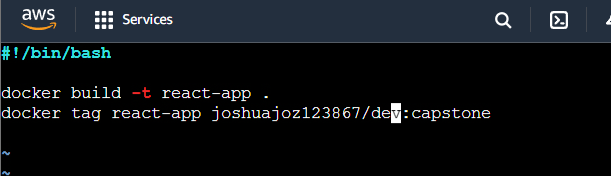 aws Services
#!/bin/bash
docker build -t react-app .
docker tag react-app joshuajoz123867/dev:capstone
~
~